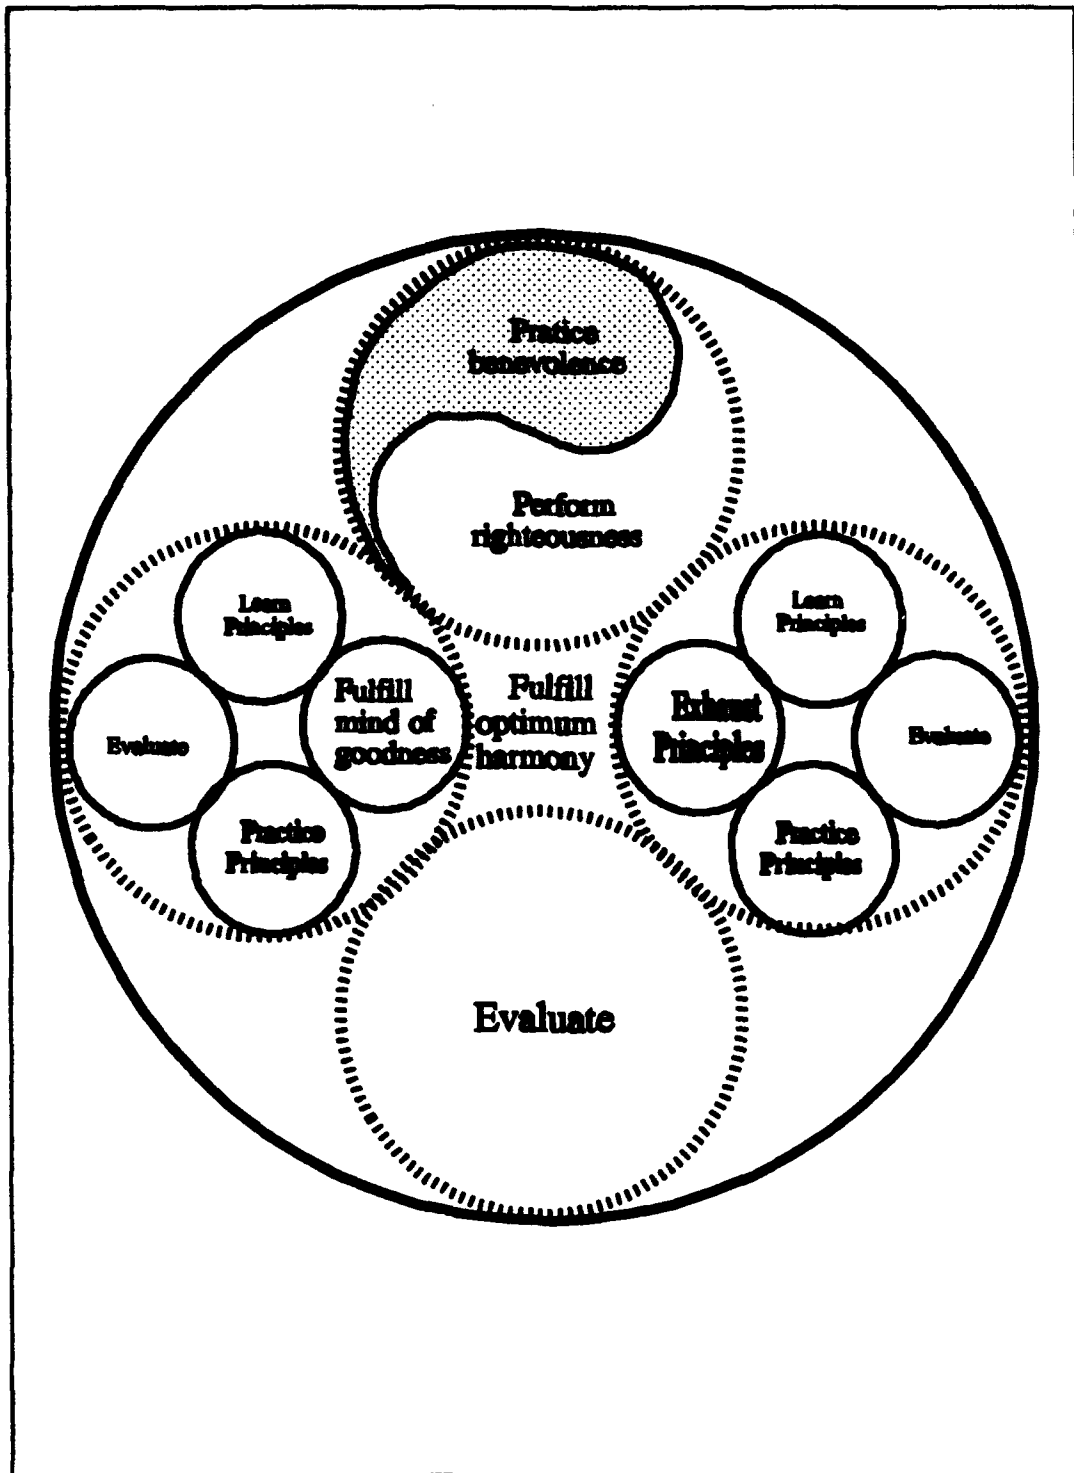 Pratice
benevolence
Perform
righteousness
Learn
Principles
Evaluate
Fulfill
mind of
goodness
Practice
Principles
Fulfill
optimum
harmony
Learn
Principles
Exhaust
Principles
Evaluate
Practice
Principles
Evaluate